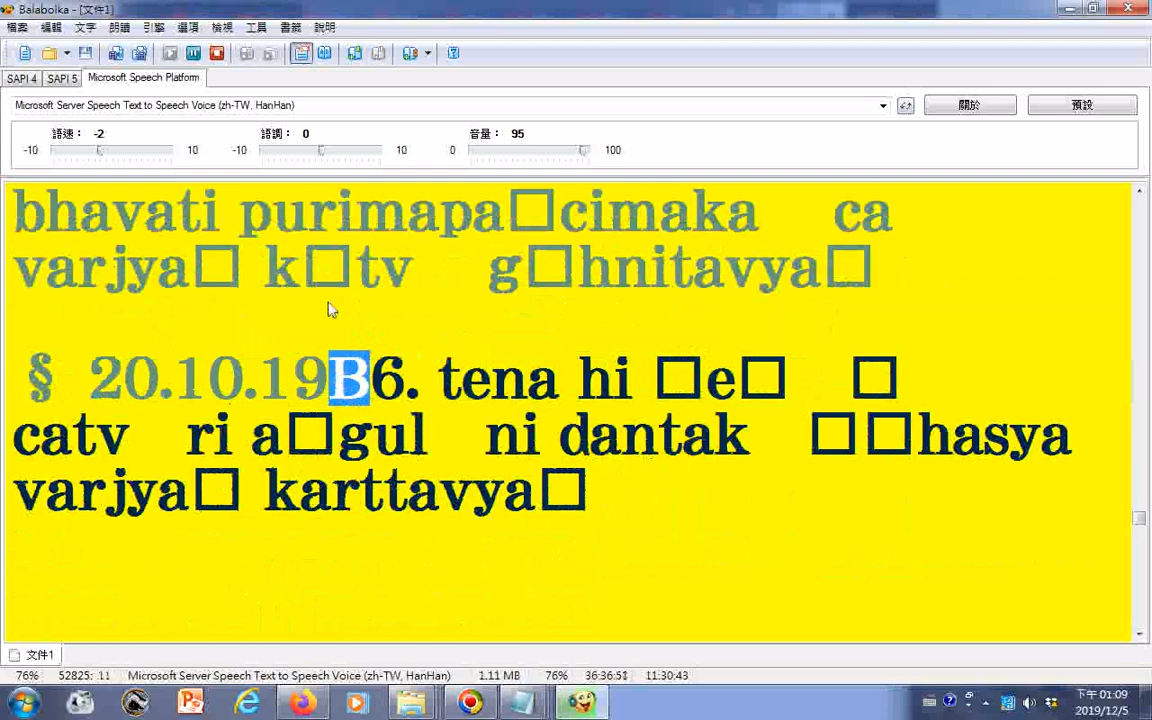 Balabolka - [文件1]
檔案 編輯 文字 朗讀 引擎 選項 檢視 工具 書籤 說明
SAPI 4 SAPI 5 Microsoft Speech Platform
Microsoft Server Speech Text to Speech Voice (zh-TW, HanHan) 關於 預設
語速： -2 語調： 0 音量： 95
-10 10 -10 10 0 100
bhavati purimapa□cimaka ca
varjya□ k□tv g□hnitavya□
§ 20.10.19B6. tena hi □e□ □
catv ri a□gul ni dantak □□hasya
varjya□ karttavya□
文件1
76% 52825: 11 Microsoft Server Speech Text to Speech Voice (zh-TW, HanHan) 1.11 MB 76% 36:36:51 11:30:43
下午 01:09
2019/12/5